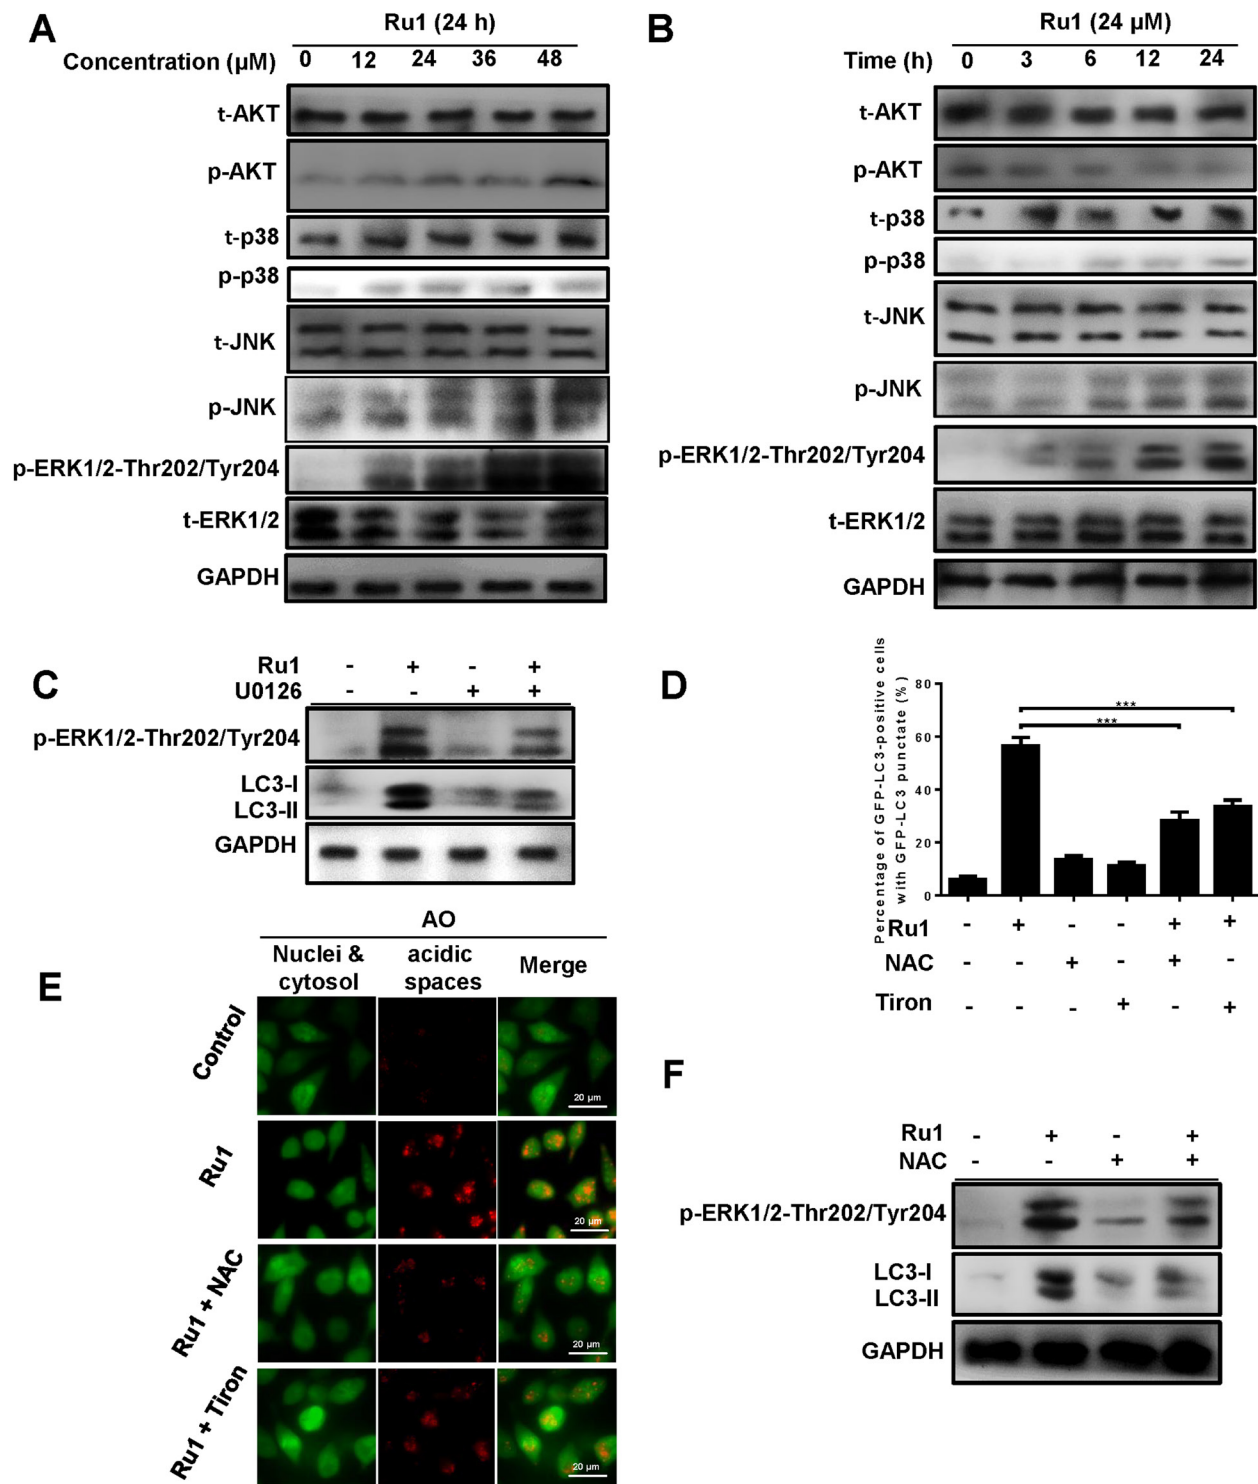 A
Ru1 (24 h)
Concentration (µM) 0 12 24 36 48
t-AKT
p-AKT
t-p38
p-p38
t-JNK
p-JNK
p-ERK1/2-Thr202/Tyr204
t-ERK1/2
GAPDH
B
Ru1 (24 µM)
Time (h) 0 3 6 12 24
t-AKT
p-AKT
t-p38
p-p38
t-JNK
p-JNK
p-ERK1/2-Thr202/Tyr204
t-ERK1/2
GAPDH
C
Ru1 - + - +
U0126 - - + +
p-ERK1/2-Thr202/Tyr204
LC3-I
LC3-II
GAPDH
D
Percentage of GFP-LC3-positive cells
with GFP-LC3 punctate (%)
80
60
40
20
0
***
***
Ru1 - + - - + +
NAC - - + - + -
Tiron - - - + - +
E
AO
Nuclei & cytosol
acidic spaces
Merge
Control
20 µm
Ru1
20 µm
Ru1 + NAC
20 µm
Ru1 + Tiron
20 µm
F
Ru1 - + - +
NAC - - + +
p-ERK1/2-Thr202/Tyr204
LC3-I
LC3-II
GAPDH